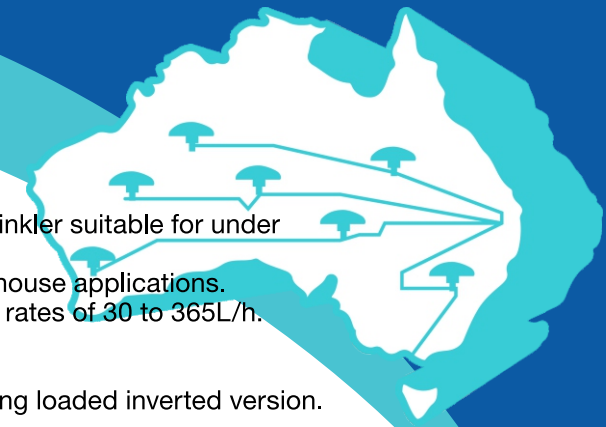 inkler suitable for under
house applications.
rates of 30 to 365L/h.
ng loaded inverted version.